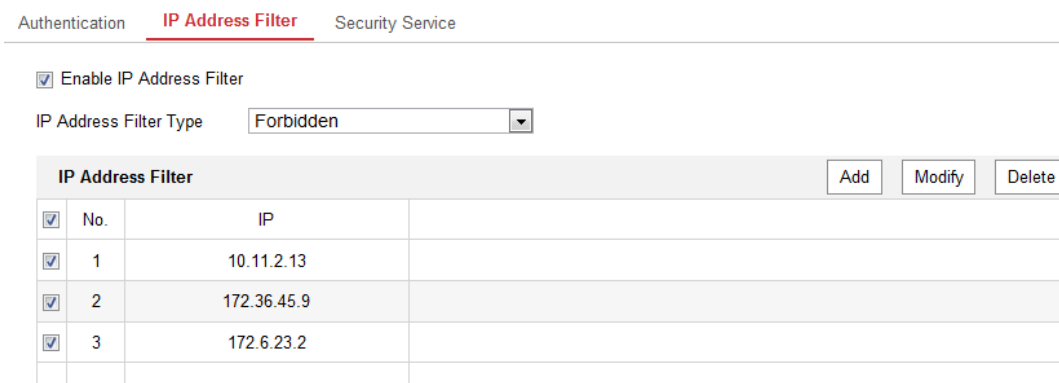 Authentication IP Address Filter Security Service
Enable IP Address Filter
IP Address Filter Type Forbidden
IP Address Filter Add Modify Delete
No. IP
1 10.11.2.13
2 172.36.45.9
3 172.6.23.2